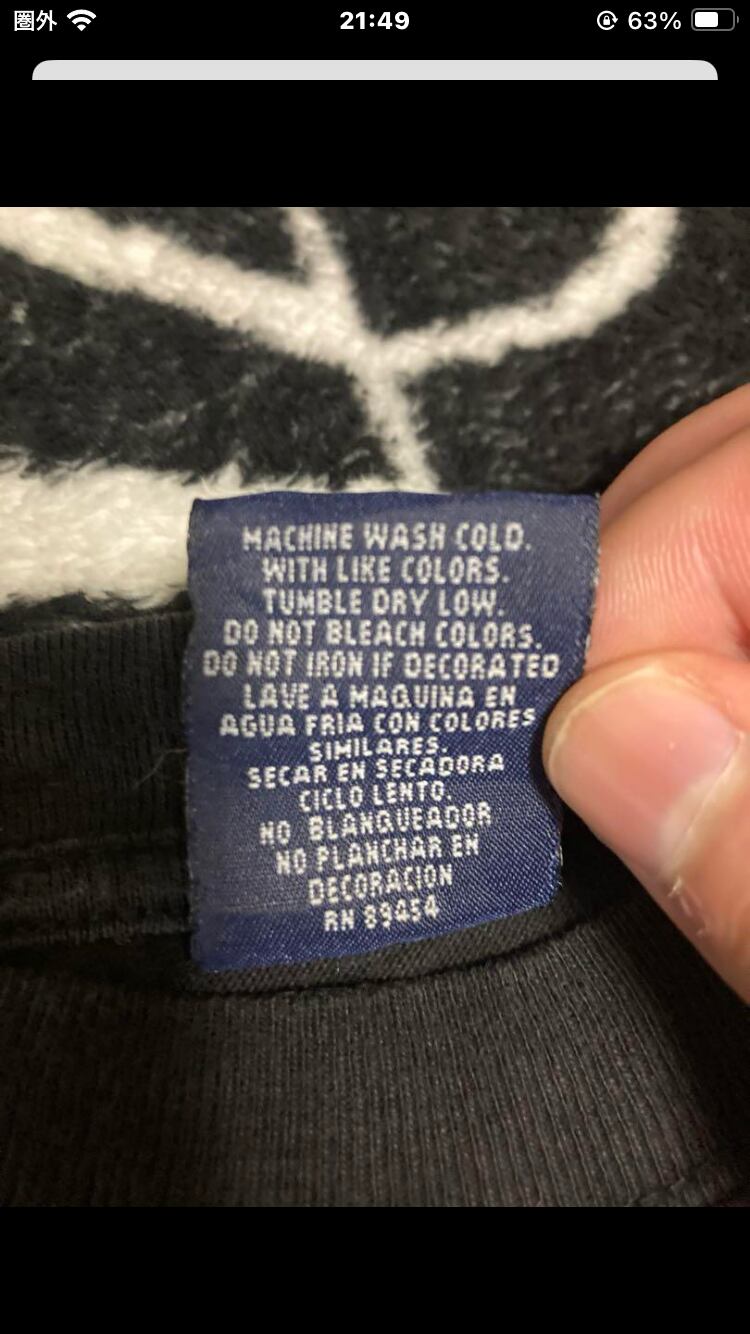 圏外 21:49 63%
MACHINE WASH COLD.
WITH LIKE COLORS.
TUMBLE DRY LOW.
DO NOT BLEACH COLORS.
DO NOT IRON IF DECORATED
LAVE A MAQUINA EN
AGUA FRIA CON COLORES
SIMILARES.
SECAR EN SECADORA
CICLO LENTO.
NO BLANQUEADOR
NO PLANCHAR EN
DECORACION
RN 89454